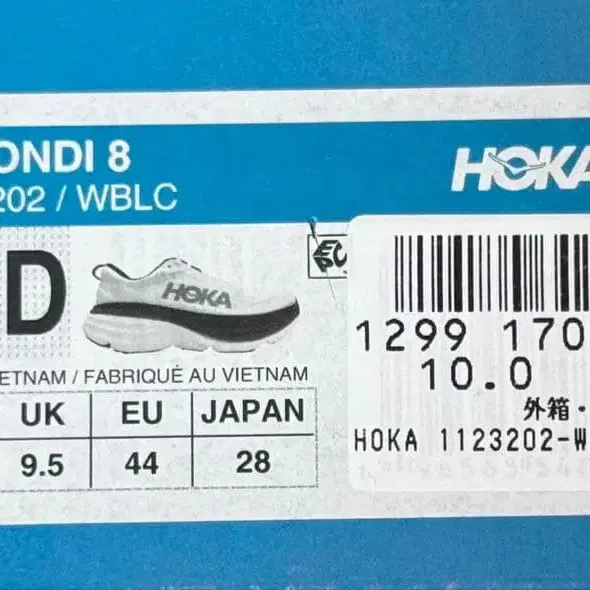 ONDI 8
202 / WBLC
HOKA
D
HOKA
ETNAM / FABRIQUÉ AU VIETNAM
UK EU JAPAN
9.5 44 28
1299 170
10.0
外箱・
HOKA 1123202-W